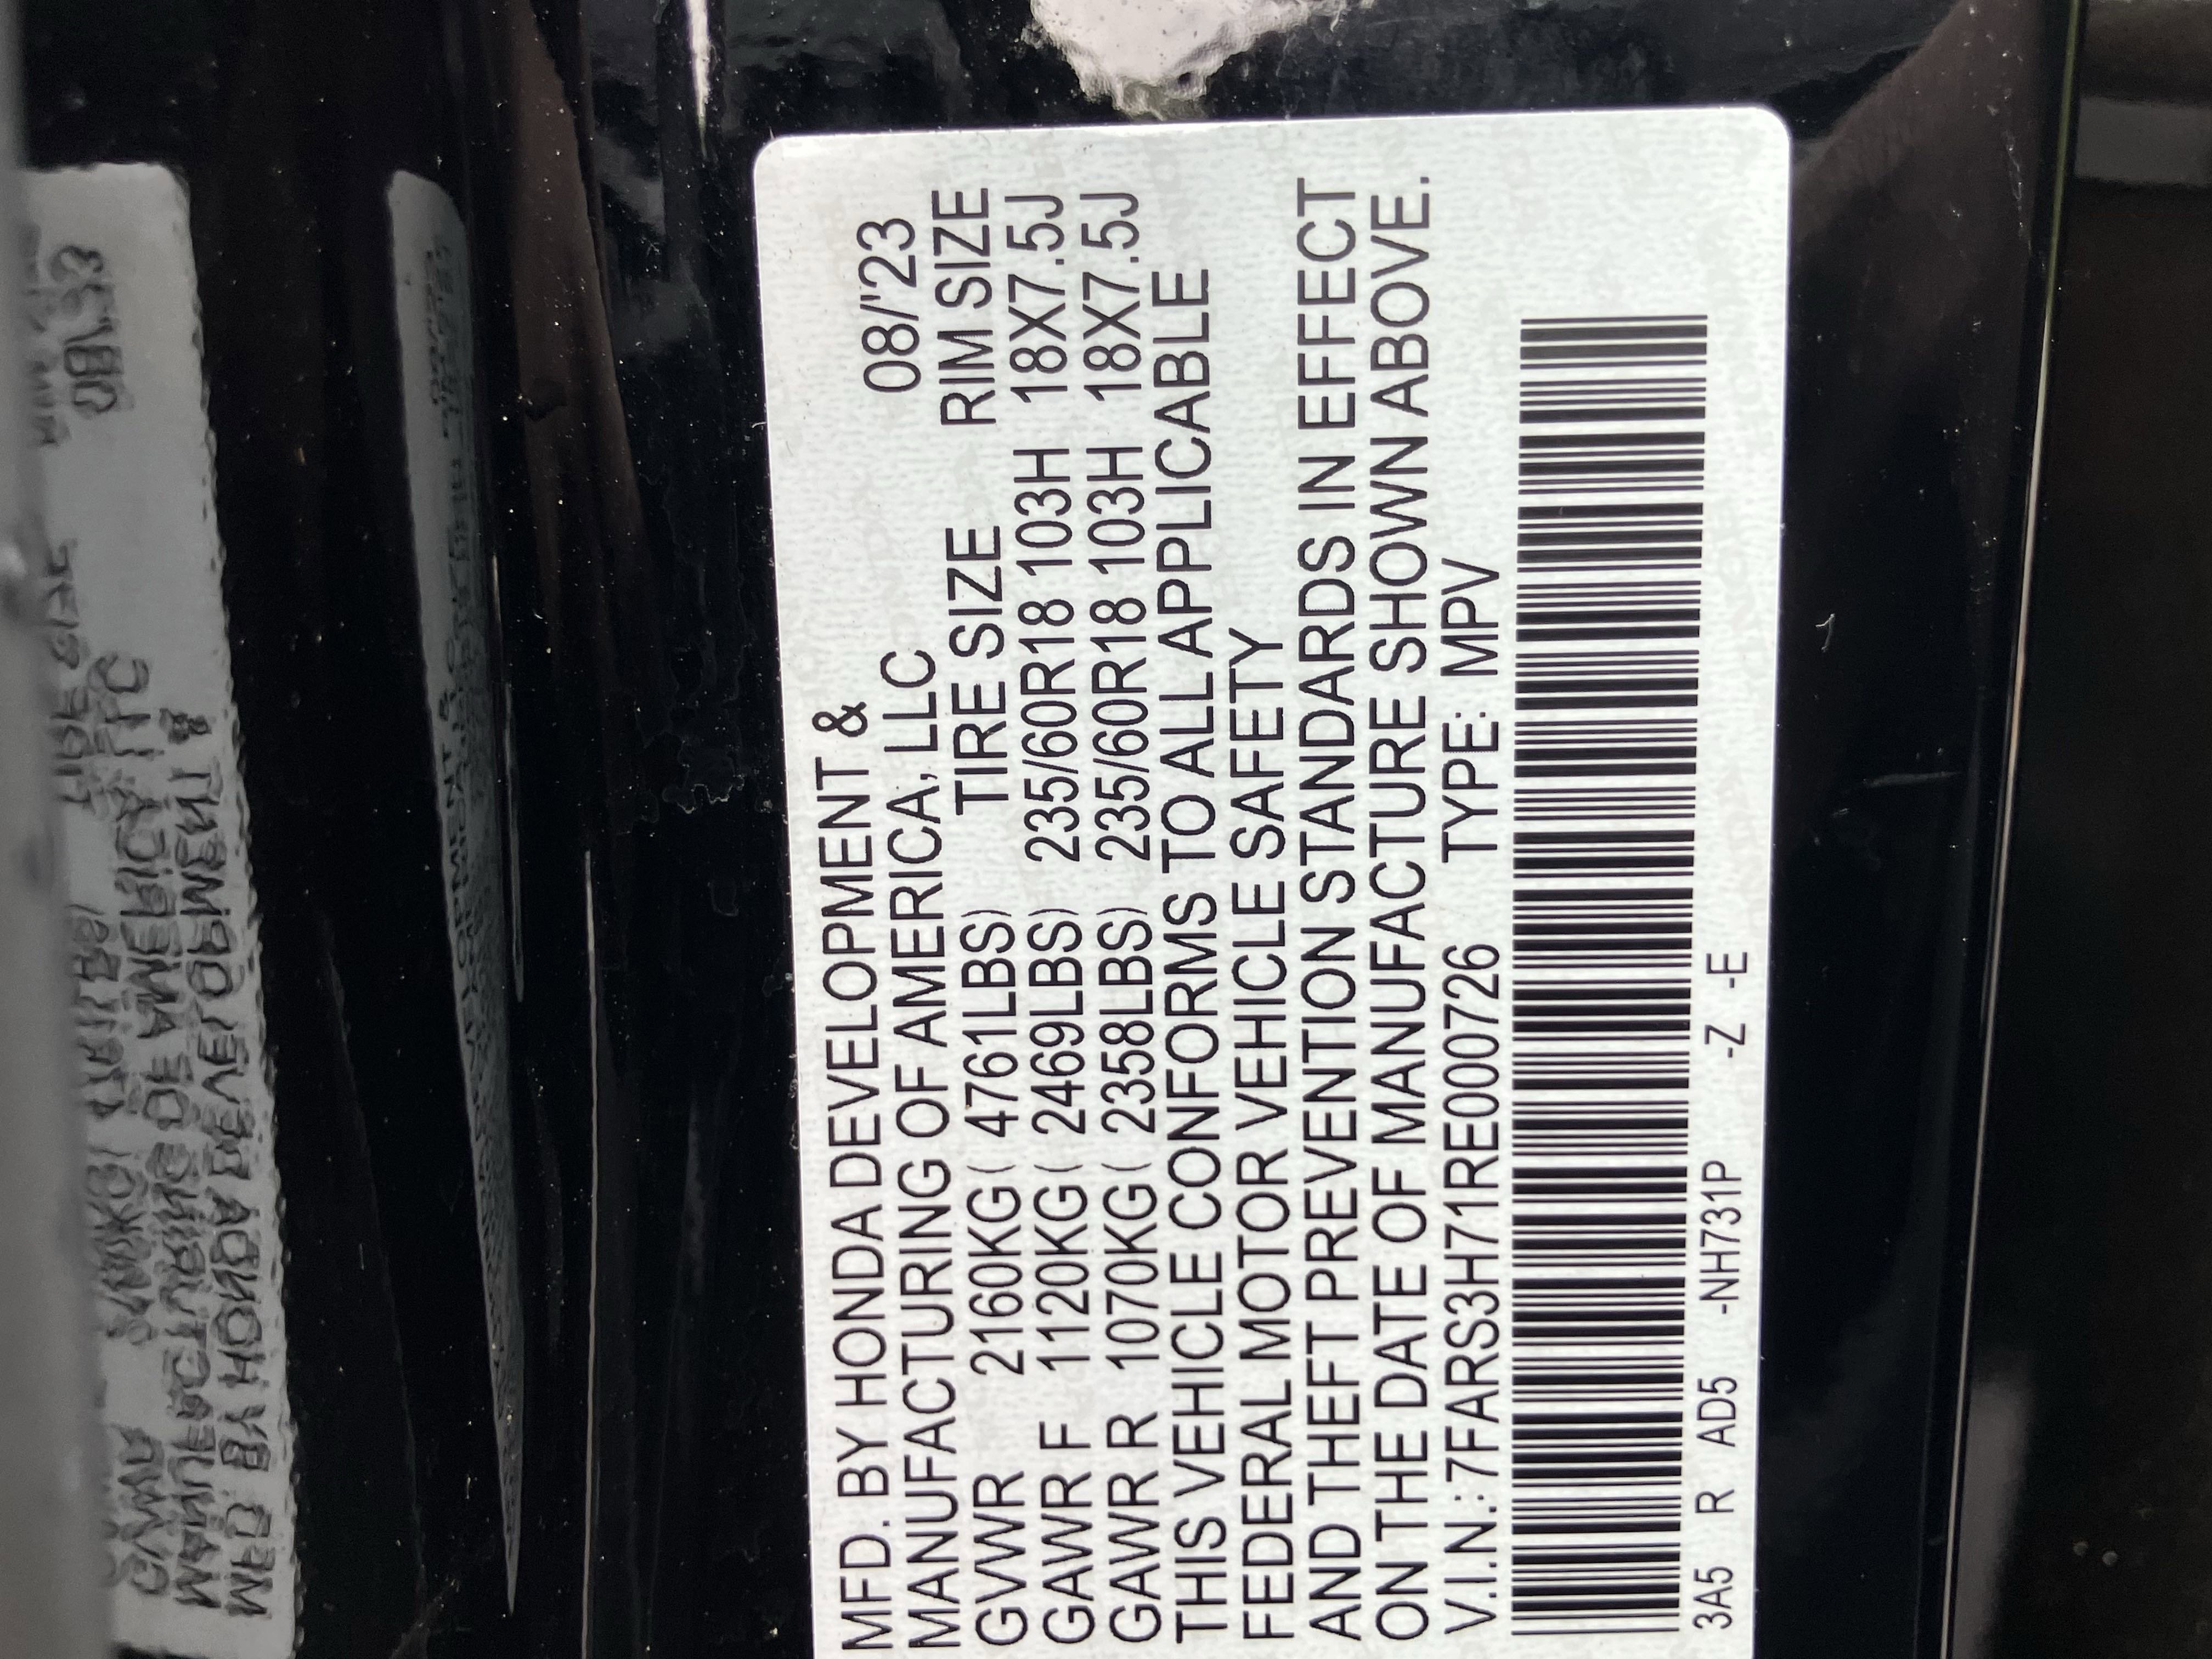 MFD. BY HONDA DEVELOPMENT &
MANUFACTURING OF AMERICA, LLC 08/'23
TIRE SIZE RIM SIZE
GVWR 2160KG ( 4761LBS)
GAWR F 1120KG ( 2469LBS) 235/60R18 103H 18X7.5J
GAWR R 1070KG ( 2358LBS) 235/60R18 103H 18X7.5J
THIS VEHICLE CONFORMS TO ALL APPLICABLE
FEDERAL MOTOR VEHICLE SAFETY
AND THEFT PREVENTION STANDARDS IN EFFECT
ON THE DATE OF MANUFACTURE SHOWN ABOVE.
V.I.N.: 7FARS3H71RE000726 TYPE: MPV
3A5 R AD5 -NH731P -Z -E